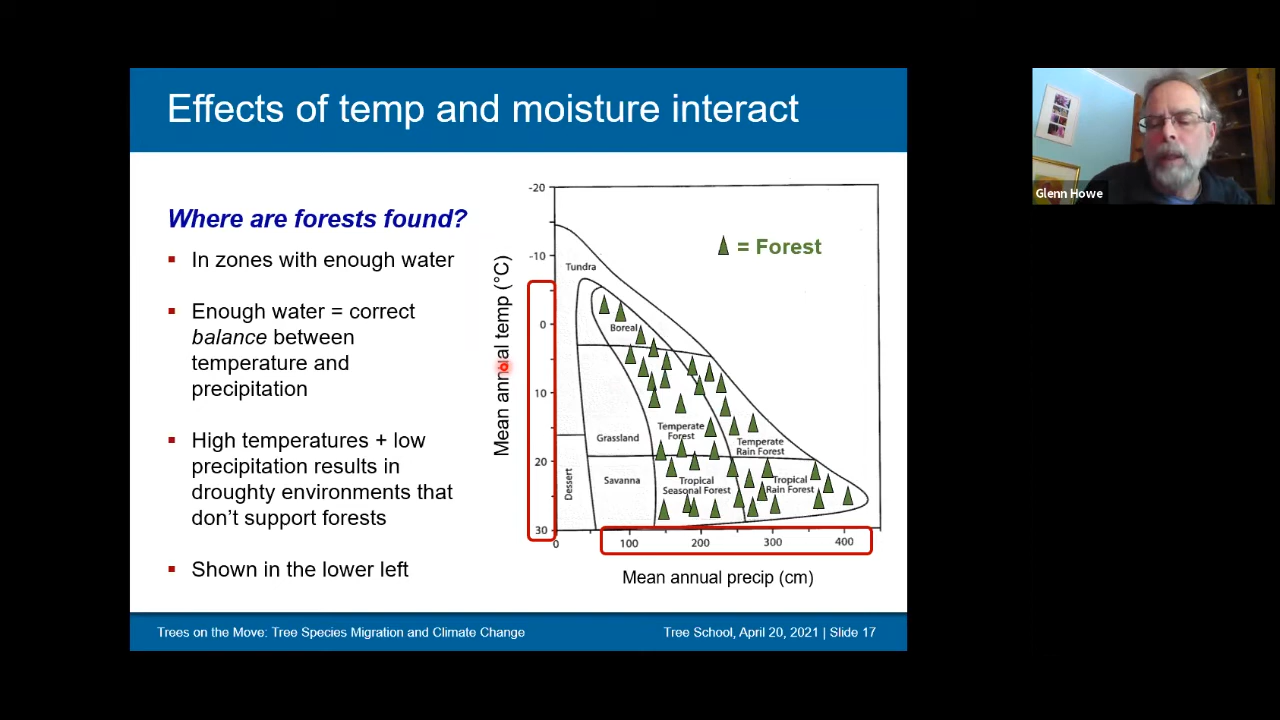 Effects of temp and moisture interact
Glenn Howe
Where are forests found?
In zones with enough water
Enough water = correct
balance between
temperature and
precipitation
High temperatures + low
precipitation results in
droughty environments that
don't support forests
Shown in the lower left
Mean annual temp (°C)
-20
-10
0
10
20
30
= Forest
Tundra
Boreal
Grassland
Temperate
Forest
Temperate
Rain Forest
Dessert
Savanna
Tropical
Seasonal Forest
Tropical
Rain Forest
0
100
200
300
400
Mean annual precip (cm)
Trees on the Move: Tree Species Migration and Climate Change
Tree School, April 20, 2021 | Slide 17